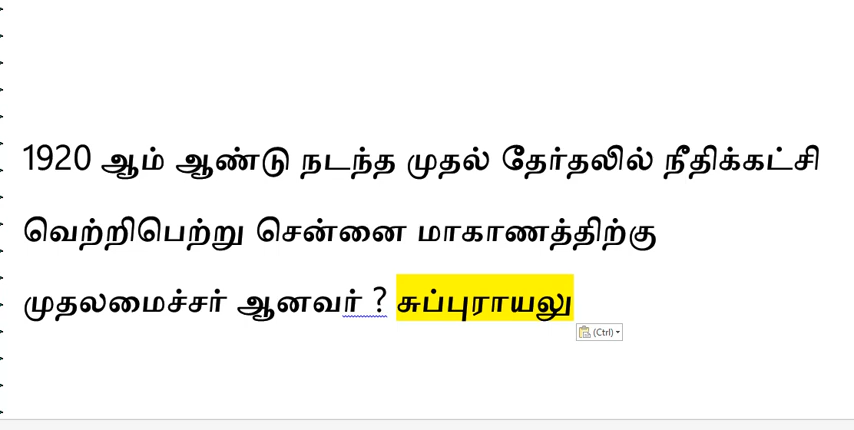 1920 ஆம் ஆண்டு நடந்த முதல் தேர்தலில் நீதிக்கட்சி
வெற்றிபெற்று சென்னை மாகாணத்திற்கு
முதலமைச்சர் ஆனவர் ? சுப்புராயலு
(Ctrl)